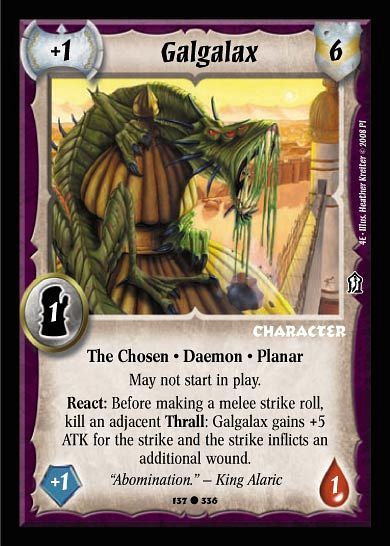 +1
Galgalax
6
4E • Illus. Heather Kreiter © 2008 PI
1
CHARACTER
The Chosen • Daemon • Planar
May not start in play.
React: Before making a melee strike roll,
kill an adjacent Thrall: Galgalax gains +5
ATK for the strike and the strike inflicts an
additional wound.
“Abomination.” – King Alaric
+1
1
137 ● 336